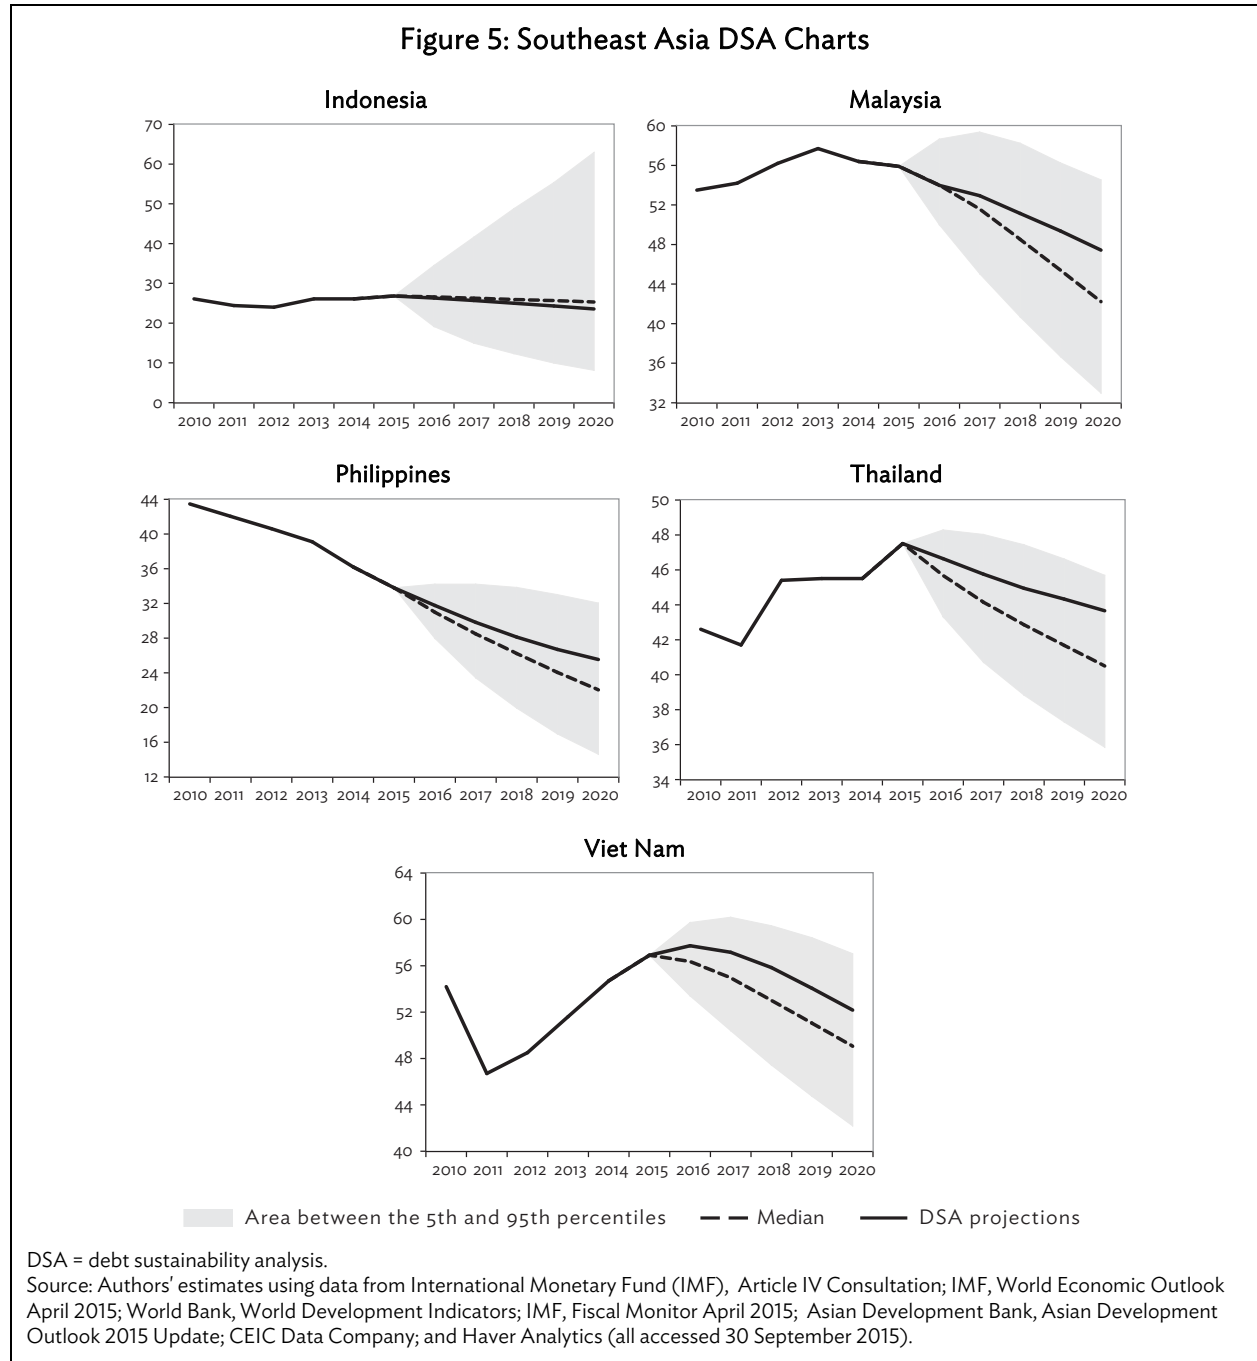 Figure 5: Southeast Asia DSA Charts
Indonesia
70
60
50
40
30
20
10
0
2010 2011 2012 2013 2014 2015 2016 2017 2018 2019 2020
Malaysia
60
56
52
48
44
40
36
32
2010 2011 2012 2013 2014 2015 2016 2017 2018 2019 2020
Philippines
44
40
36
32
28
24
20
16
12
2010 2011 2012 2013 2014 2015 2016 2017 2018 2019 2020
Thailand
50
48
46
44
42
40
38
36
34
2010 2011 2012 2013 2014 2015 2016 2017 2018 2019 2020
Viet Nam
64
60
56
52
48
44
40
2010 2011 2012 2013 2014 2015 2016 2017 2018 2019 2020
Area between the 5th and 95th percentiles Median DSA projections
DSA = debt sustainability analysis.
Source: Authors' estimates using data from International Monetary Fund (IMF), Article IV Consultation; IMF, World Economic Outlook
April 2015; World Bank, World Development Indicators; IMF, Fiscal Monitor April 2015; Asian Development Bank, Asian Development
Outlook 2015 Update; CEIC Data Company; and Haver Analytics (all accessed 30 September 2015).